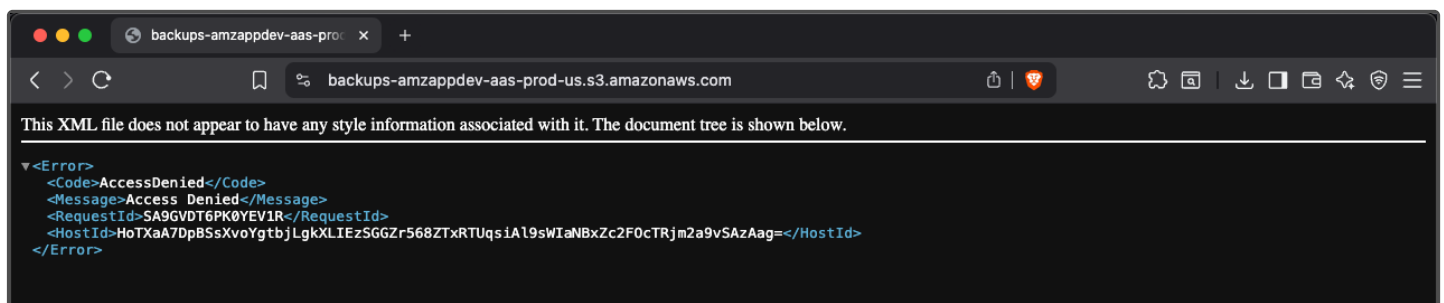 backups-amzappdev-aas-proc
backups-amzappdev-aas-prod-us.s3.amazonaws.com
This XML file does not appear to have any style information associated with it. The document tree is shown below.
▼<Error>
<Code>AccessDenied</Code>
<Message>Access Denied</Message>
<RequestId>SA9GVDT6PK0YEV1R</RequestId>
<HostId>HoTXaA7DpBSsXvoYgtbjLgkXLIEzSGGZr568ZTxRTUqsiAl9sWIaNBxZc2FOcTRjm2a9vSAzAag=</HostId>
</Error>